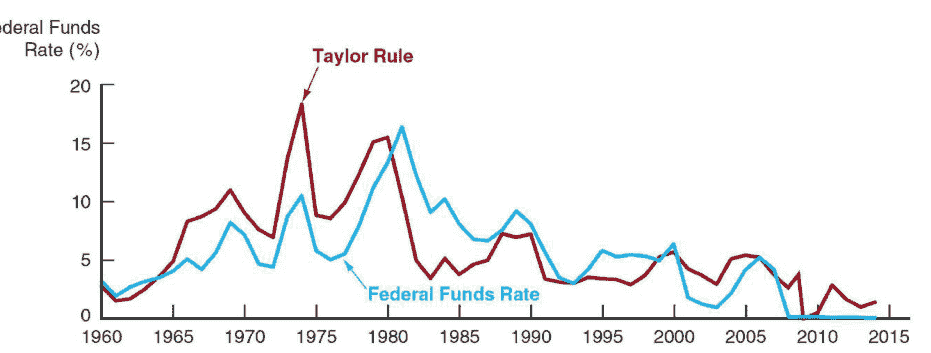 ederal Funds
Rate (%)
Taylor Rule
20
15
10
5
0
Federal Funds Rate
1960 1965 1970 1975 1980 1985 1990 1995 2000 2005 2010 2015